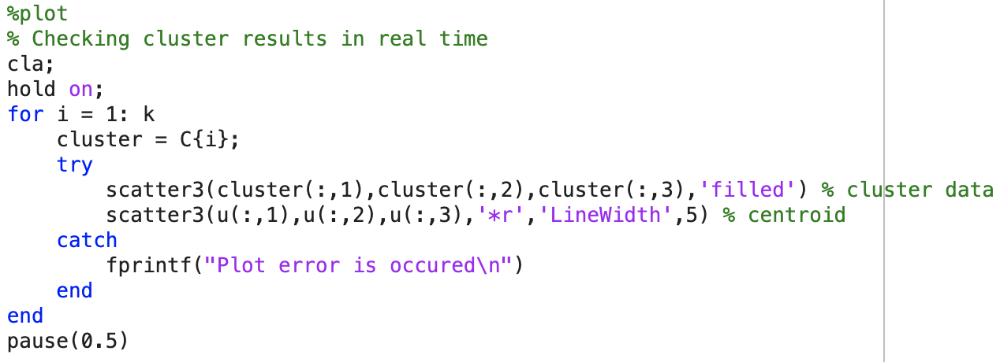 %plot
% Checking cluster results in real time
cla;
hold on;
for i = 1: k
    cluster = C{i};
    try
        scatter3(cluster(:,1),cluster(:,2),cluster(:,3),'filled') % cluster data
        scatter3(u(:,1),u(:,2),u(:,3),'*r','LineWidth',5) % centroid
    catch
        fprintf("Plot error is occured\n")
    end
end
pause(0.5)